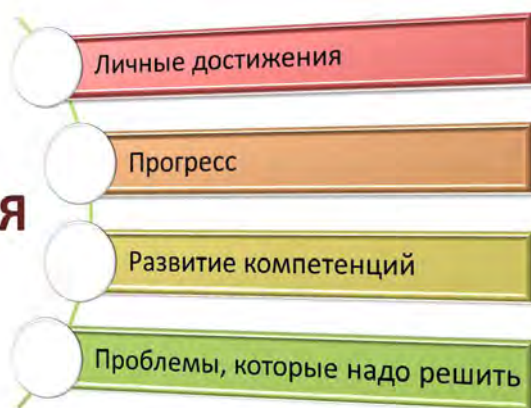 Личные достижения
Прогресс
я
Развитие компетенций
Проблемы, которые надо решить